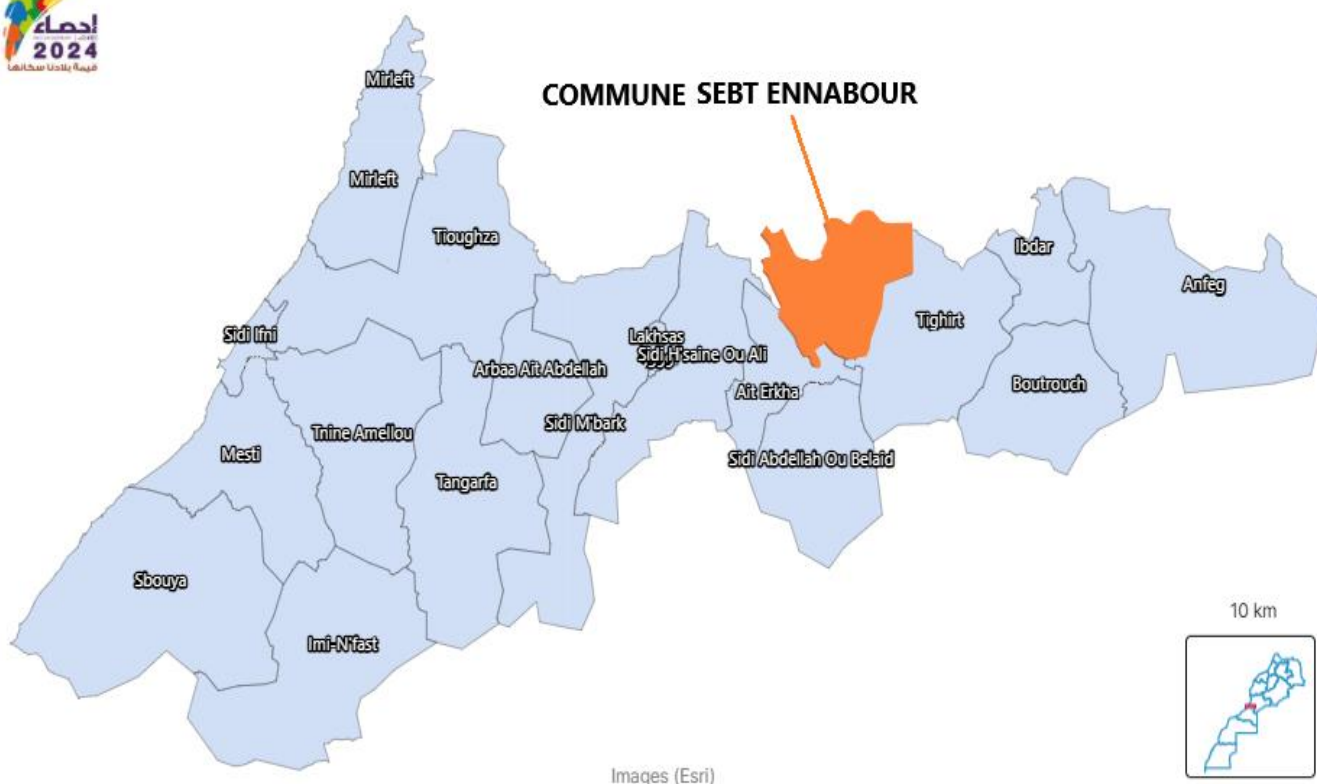 إحصاء
2024
قيمة بلادنا سكانها
Mirleft
COMMUNE SEBT ENNABOUR
Mirleft
Tioughza
Ibdar
Anfeg
Sidi Ifni
Lakhsas
Tighirt
Sidi H'saine Ou Ali
Arbaa Ait Abdellah
Boutrouch
Ait Erkha
Sidi M'bark
Tnine Amellou
Mesti
Sidi Abdellah Ou Belaid
Tangarfa
Sbouya
10 km
Imi-N'fast
Images (Esri)